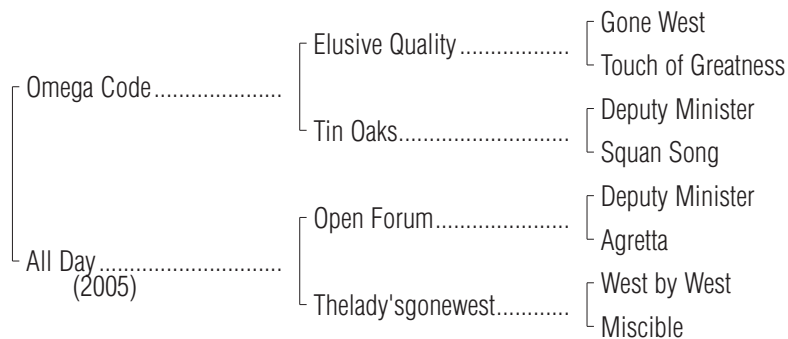 Gone West
Elusive Quality..................
Touch of Greatness
Omega Code.....................
Deputy Minister
Tin Oaks............................
Squan Song
Deputy Minister
Open Forum......................
Agretta
All Day..............................
(2005)
West by West
Thelady'sgonewest............
Miscible